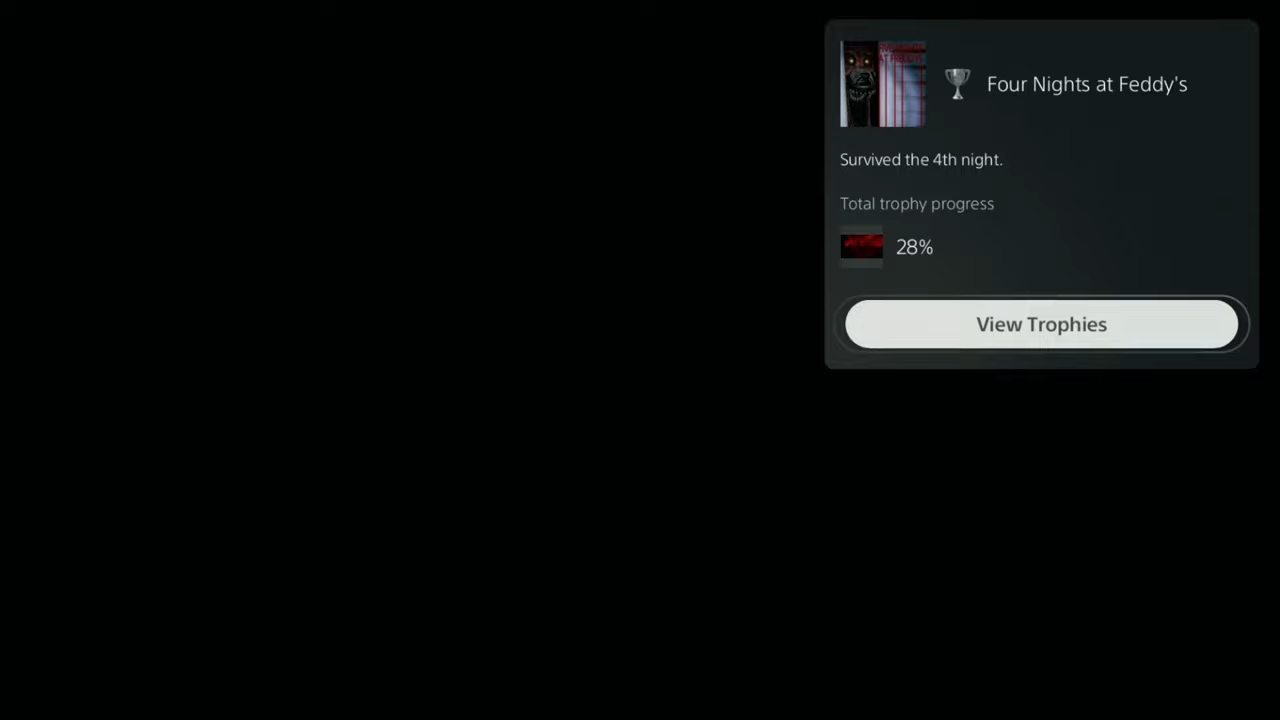 Four Nights at Feddy's
Survived the 4th night.
Total trophy progress
28%
View Trophies